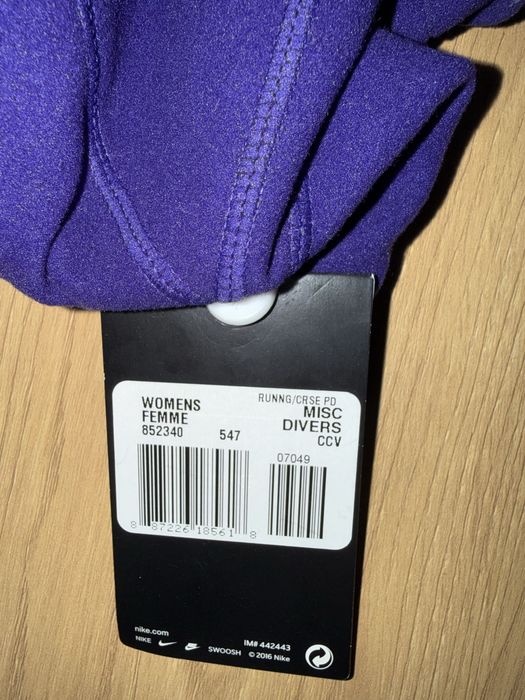 WOMENS RUNNG/CRSE PD
FEMME MISC
852340 547 DIVERS
CCV
07049
8 87226 18561 8
nike.com
NIKE SWOOSH IM# 442443
© 2016 Nike